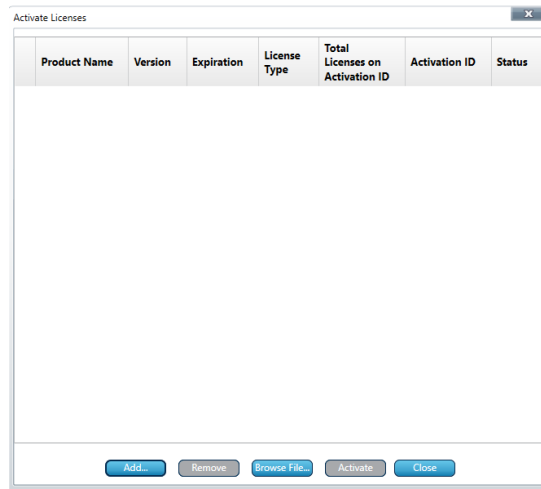 Activate Licenses
x
Product Name Version Expiration License Type Total Licenses on Activation ID Activation ID Status
Add... Remove Browse File... Activate Close